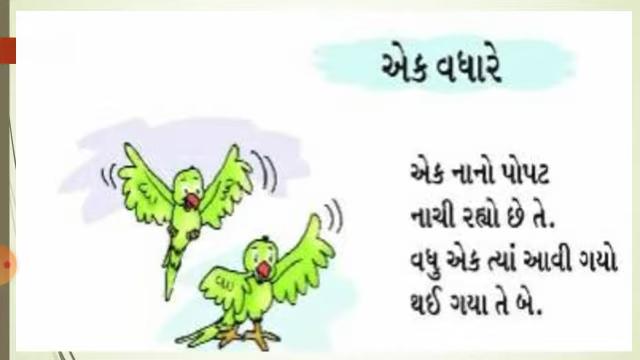 એક વધારે
એક નાનો પોપટ
નાચી રહ્યો છે તે.
વધુ એક ત્યાં આવી ગયો
થઈ ગયા તે બે.